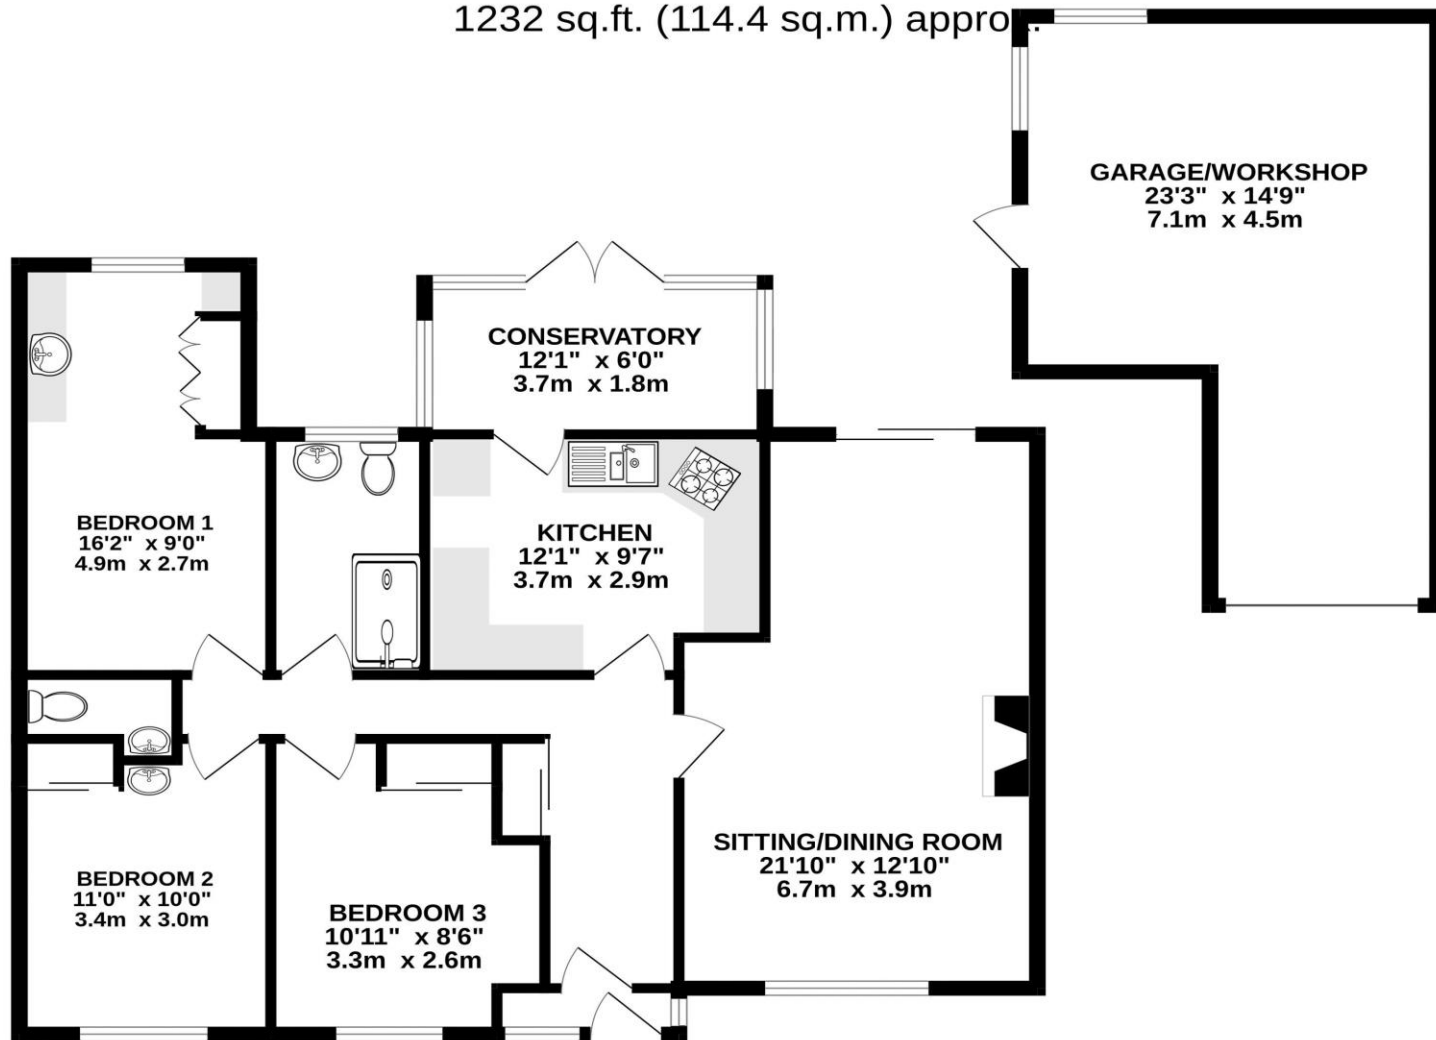 1232 sq.ft. (114.4 sq.m.) appro
GARAGE/WORKSHOP
23'3" x 14'9"
7.1m x 4.5m
CONSERVATORY
12'1" x 6'0"
3.7m x 1.8m
BEDROOM 1
16'2" x 9'0"
4.9m x 2.7m
KITCHEN
12'1" x 9'7"
3.7m x 2.9m
SITTING/DINING ROOM
21'10" x 12'10"
6.7m x 3.9m
BEDROOM 2
11'0" x 10'0"
3.4m x 3.0m
BEDROOM 3
10'11" x 8'6"
3.3m x 2.6m